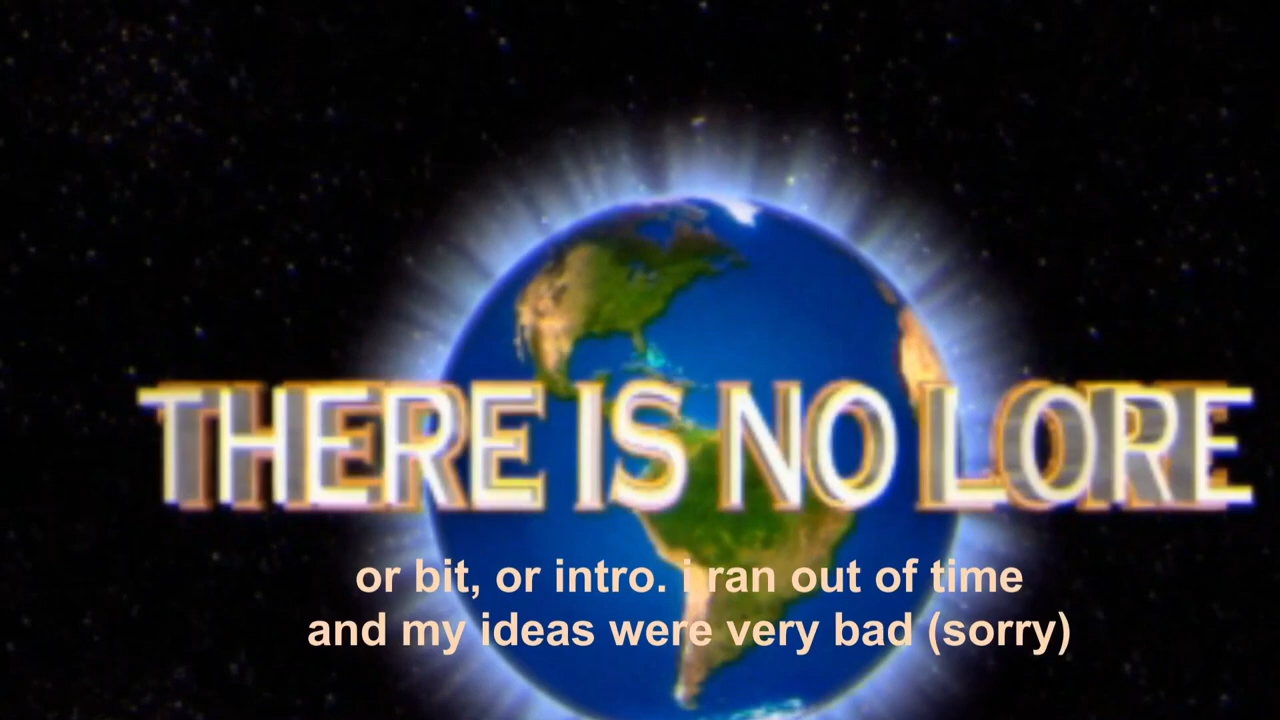 THERE IS NO LORE
or bit, or intro. i ran out of time
and my ideas were very bad (sorry)